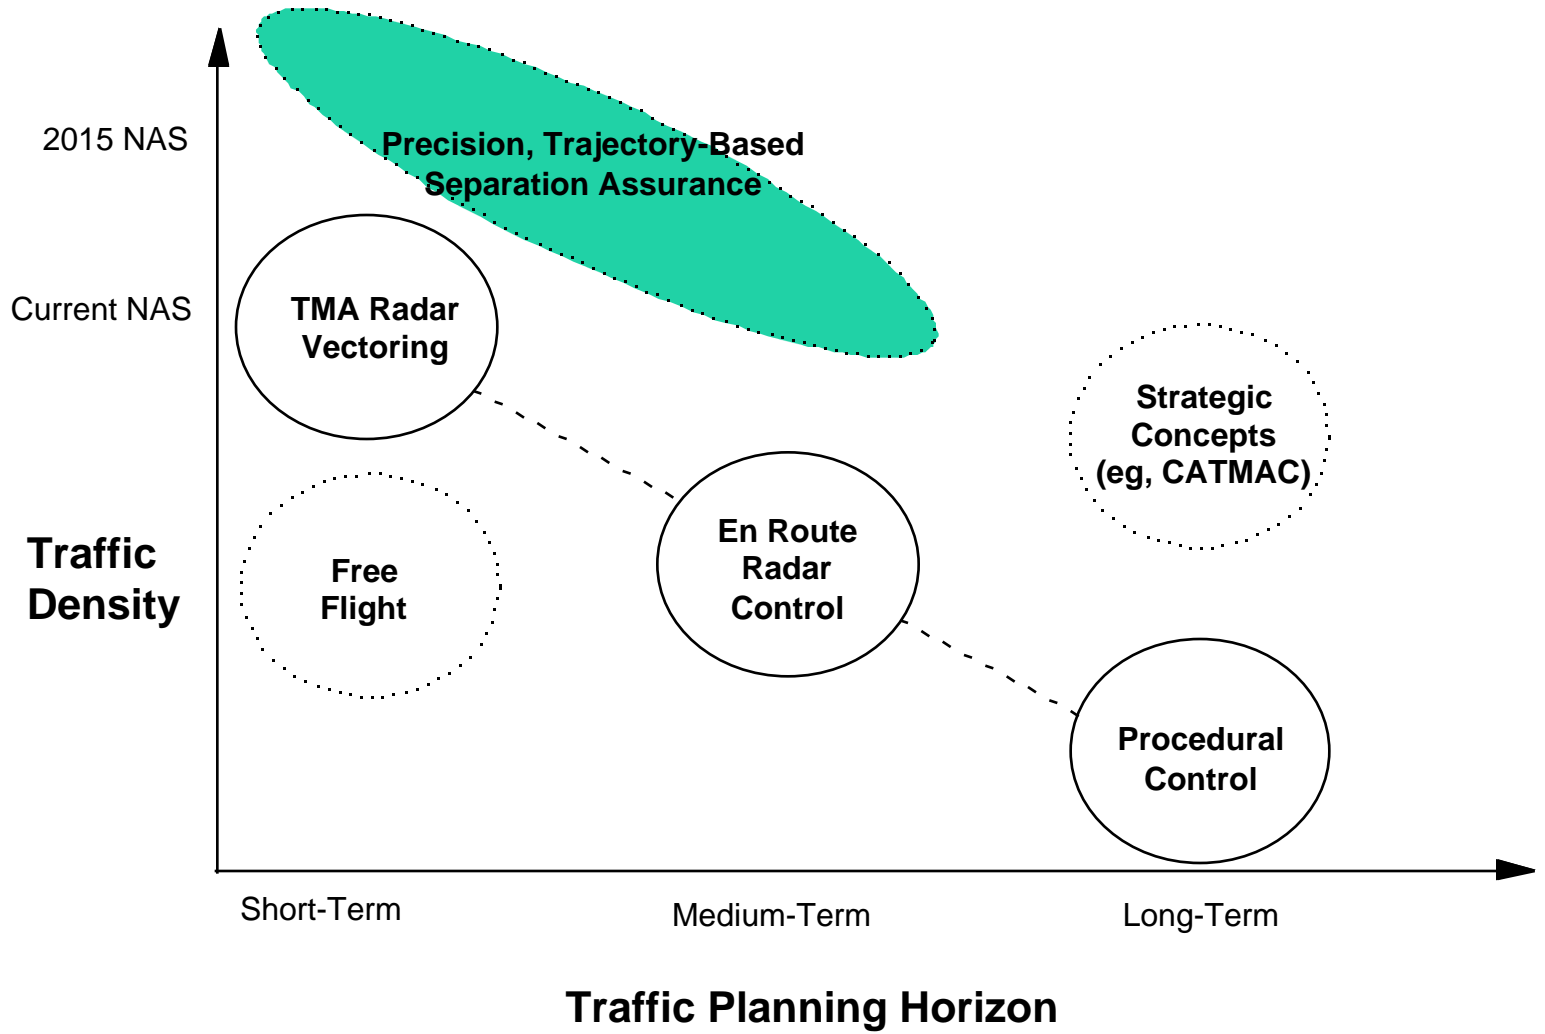 2015 NAS
Precision, Trajectory-Based
Separation Assurance
Current NAS
TMA Radar
Vectoring
Strategic
Concepts
(eg, CATMAC)
Traffic
Density
Free
Flight
En Route
Radar
Control
Procedural
Control
Short-Term
Medium-Term
Long-Term
Traffic Planning Horizon